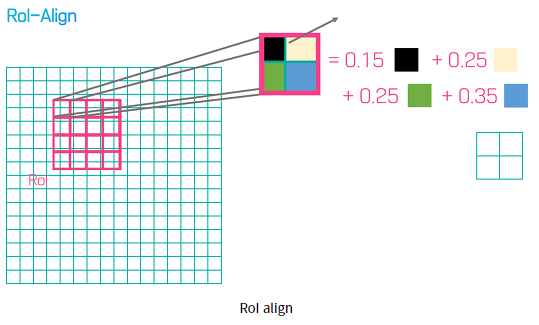 RoI-Align
= 0.15 + 0.25
+ 0.25 + 0.35
RoI
RoI align